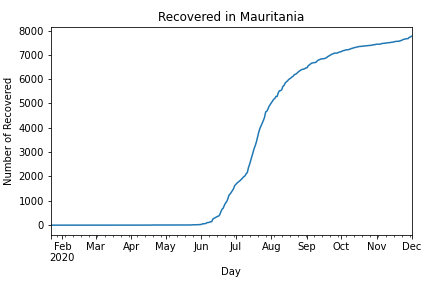 Recovered in Mauritania
Number of Recovered
8000
7000
6000
5000
4000
3000
2000
1000
0
Feb Mar Apr May Jun Jul Aug Sep Oct Nov Dec
2020
Day